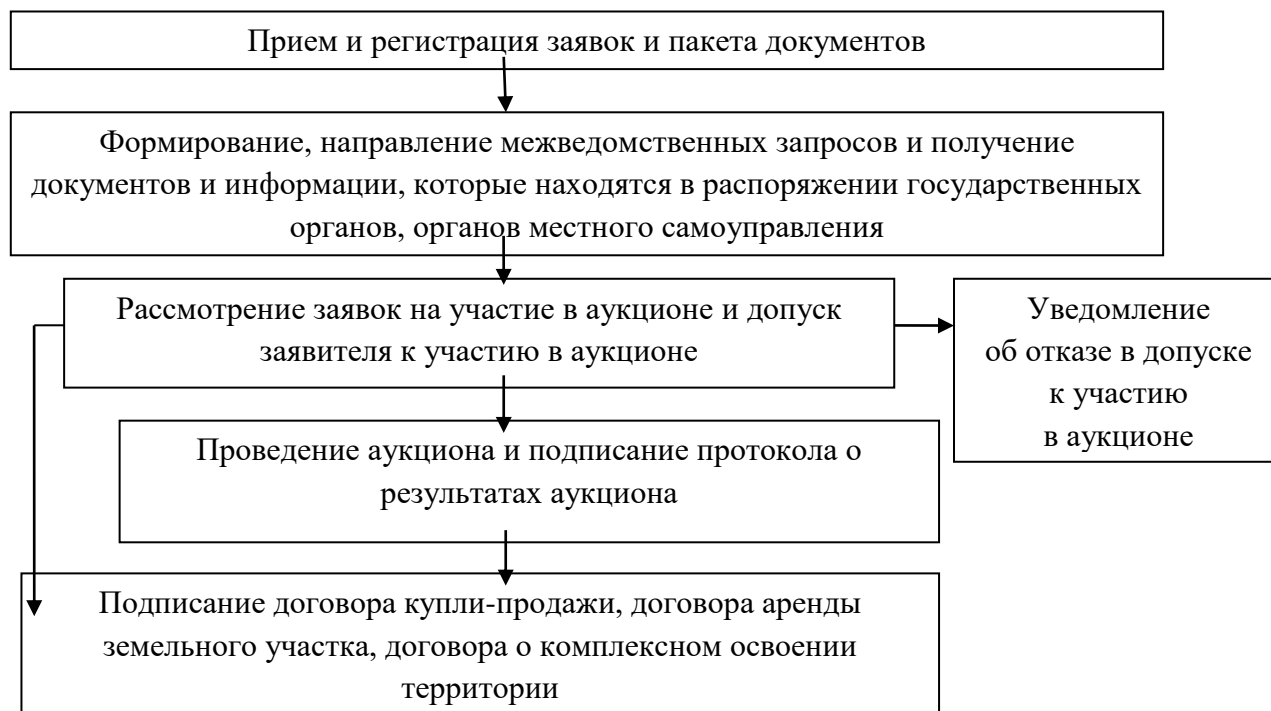 Прием и регистрация заявок и пакета документов
Формирование, направление межведомственных запросов и получение
документов и информации, которые находятся в распоряжении государственных
органов, органов местного самоуправления
Рассмотрение заявок на участие в аукционе и допуск
заявителя к участию в аукционе
Уведомление
об отказе в допуске
к участию
в аукционе
Проведение аукциона и подписание протокола о
результатах аукциона
Подписание договора купли-продажи, договора аренды
земельного участка, договора о комплексном освоении
территории